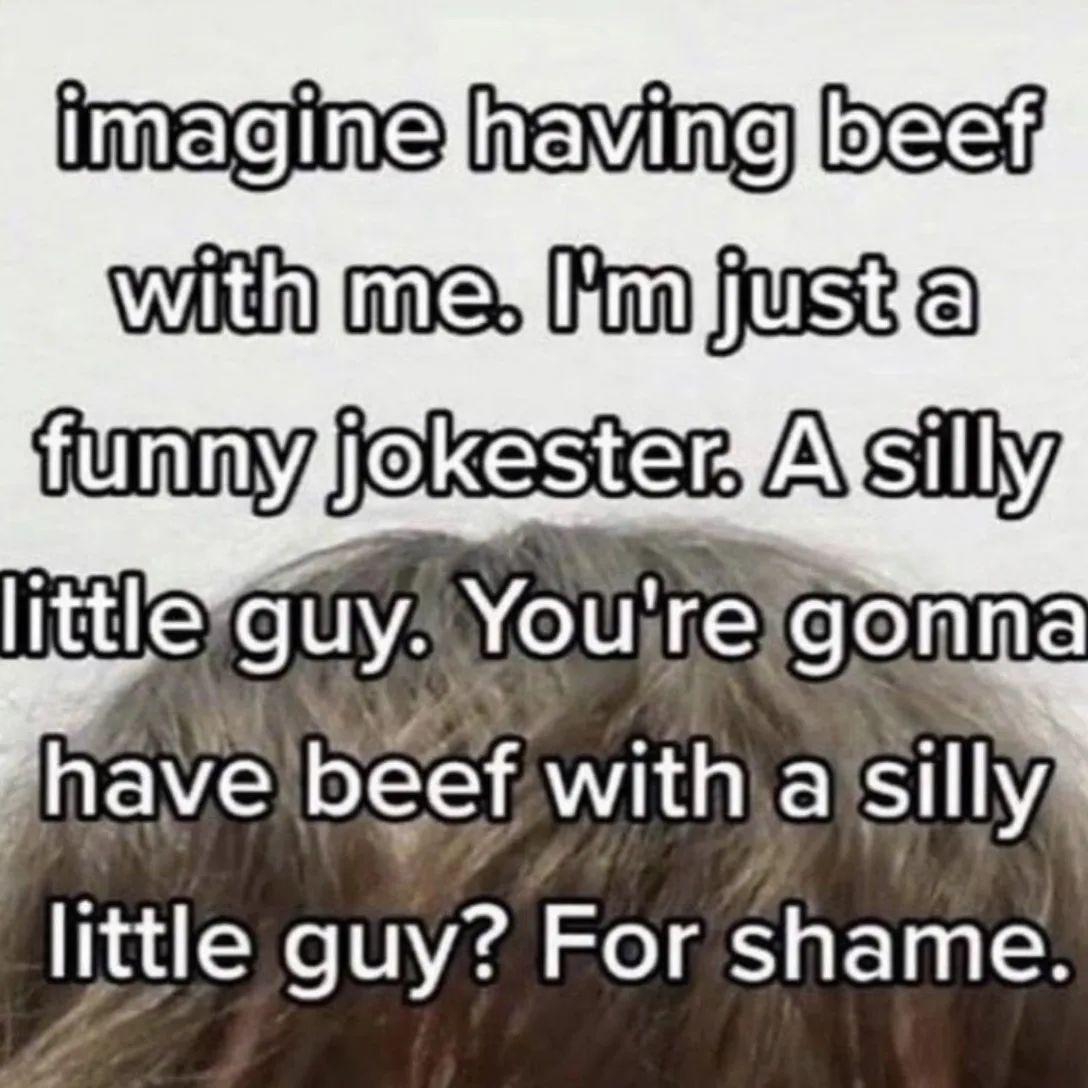 imagine having beef
with me. I'm just a
funny jokester. A silly
little guy. You're gonna
have beef with a silly
little guy? For shame.